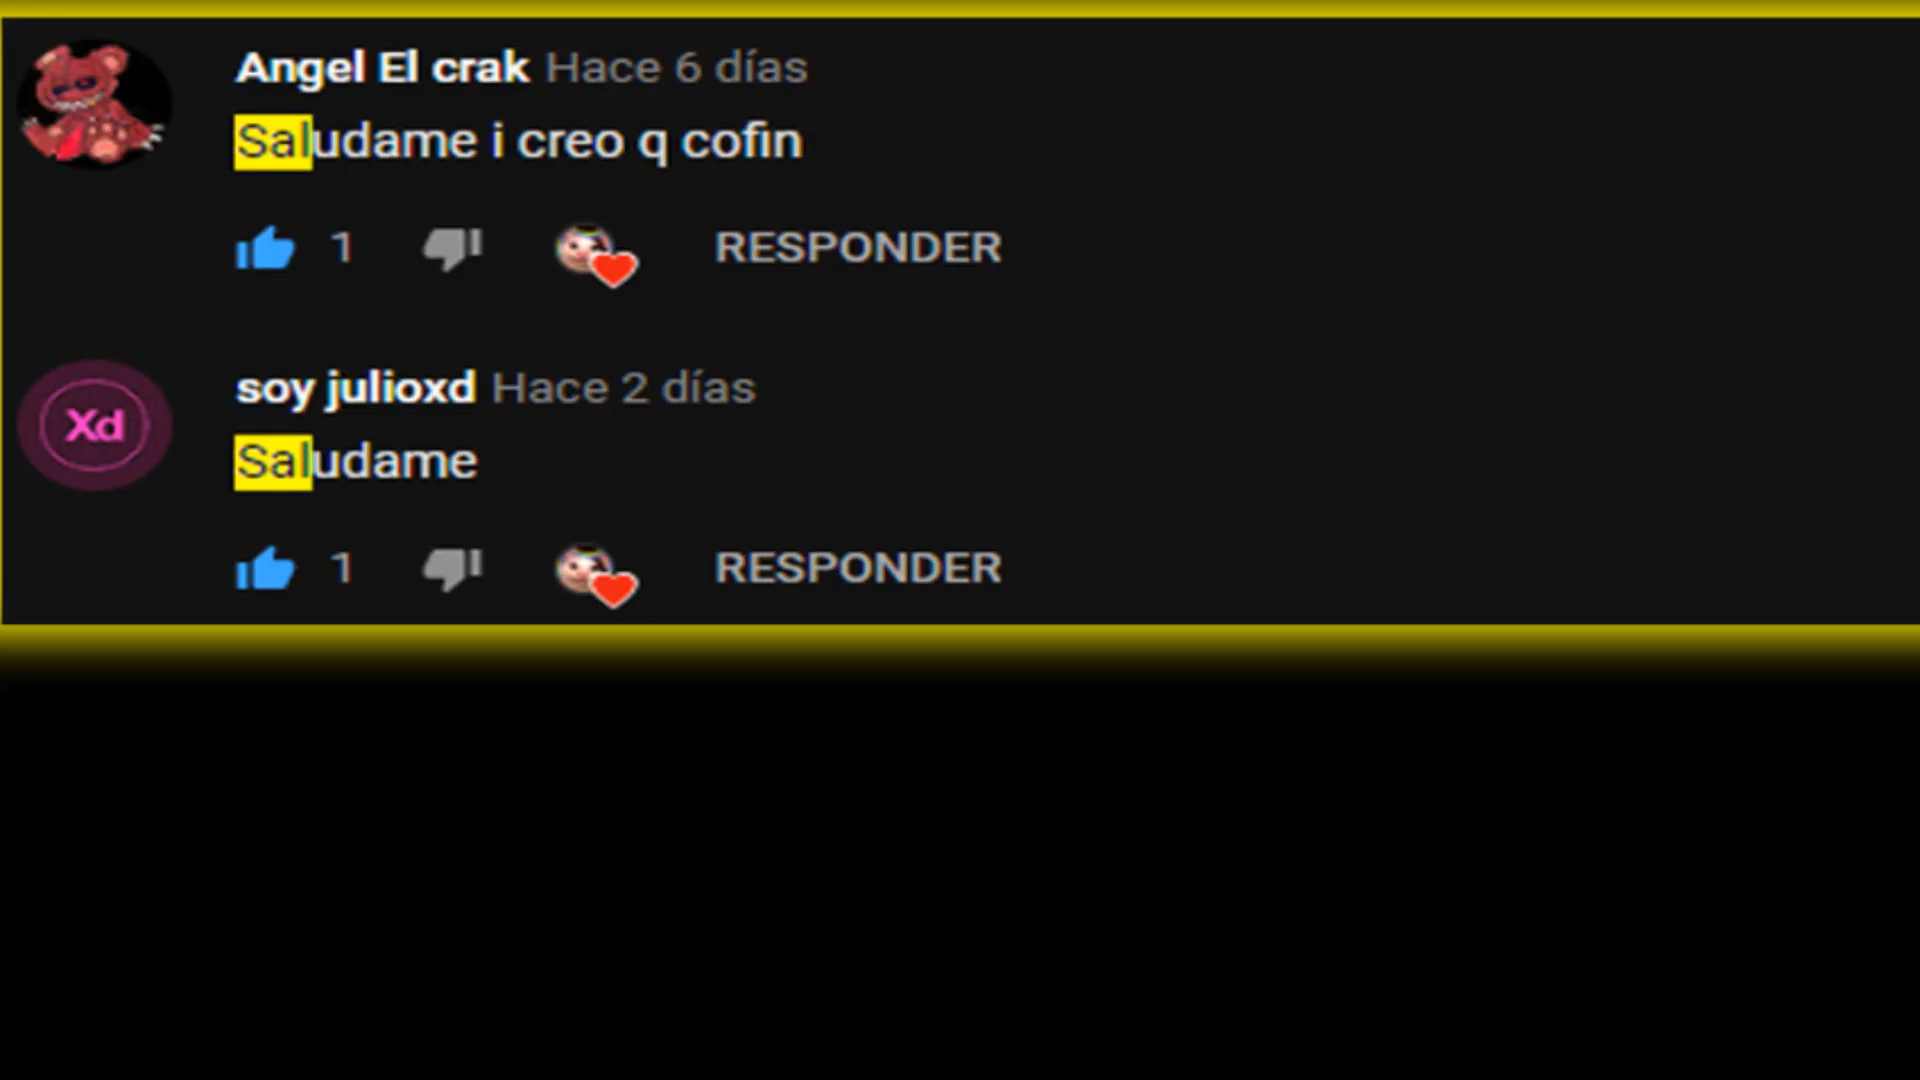 Angel El crak Hace 6 días
Saludame i creo q cofin
1 RESPONDER
Xd
soy julioxd Hace 2 días
Saludame
1 RESPONDER